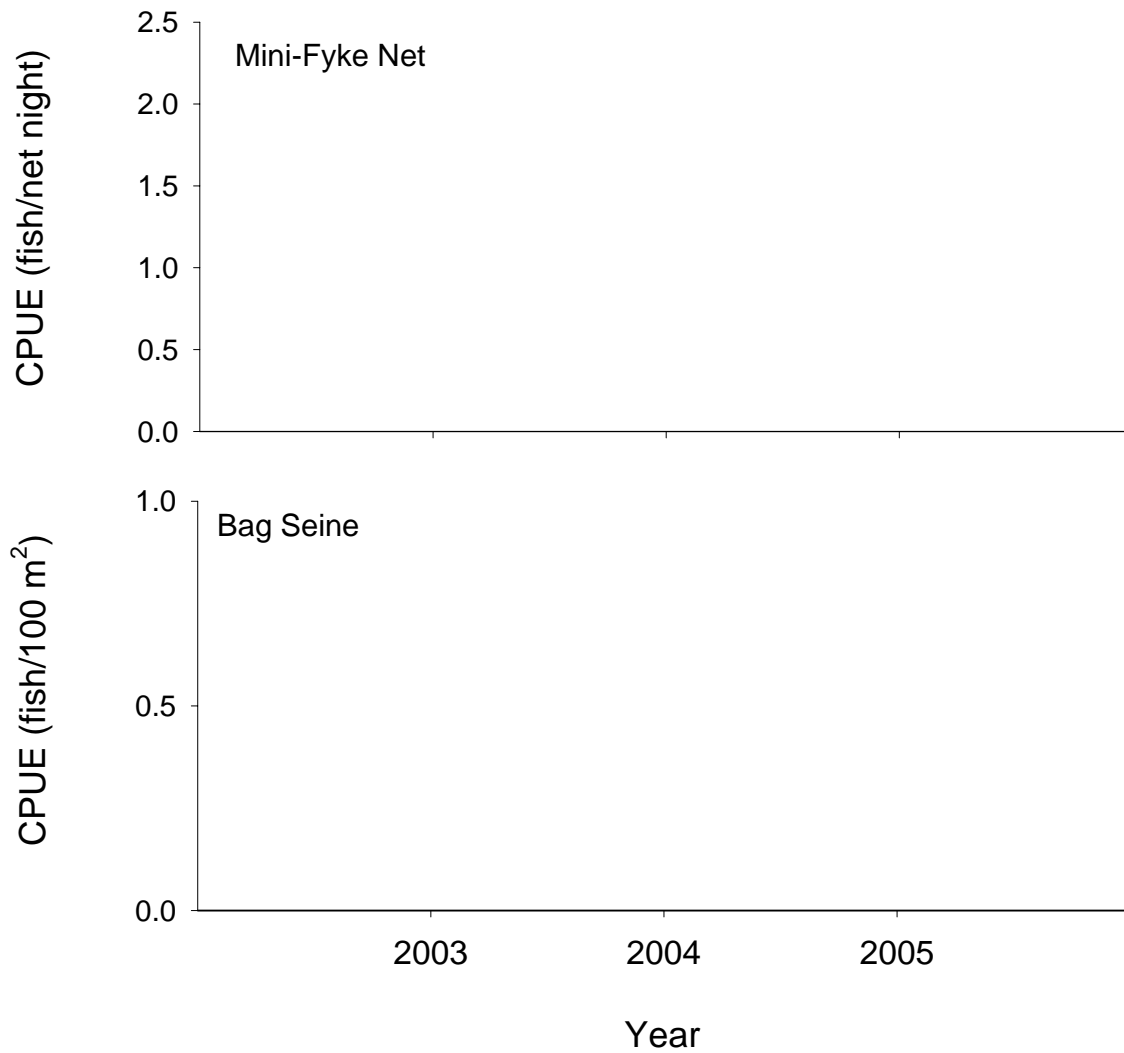 CPUE (fish/net night)
2.5
Mini-Fyke Net
2.0
1.5
1.0
0.5
0.0
CPUE (fish/100 m²)
1.0
Bag Seine
0.5
0.0
2003 2004 2005
Year